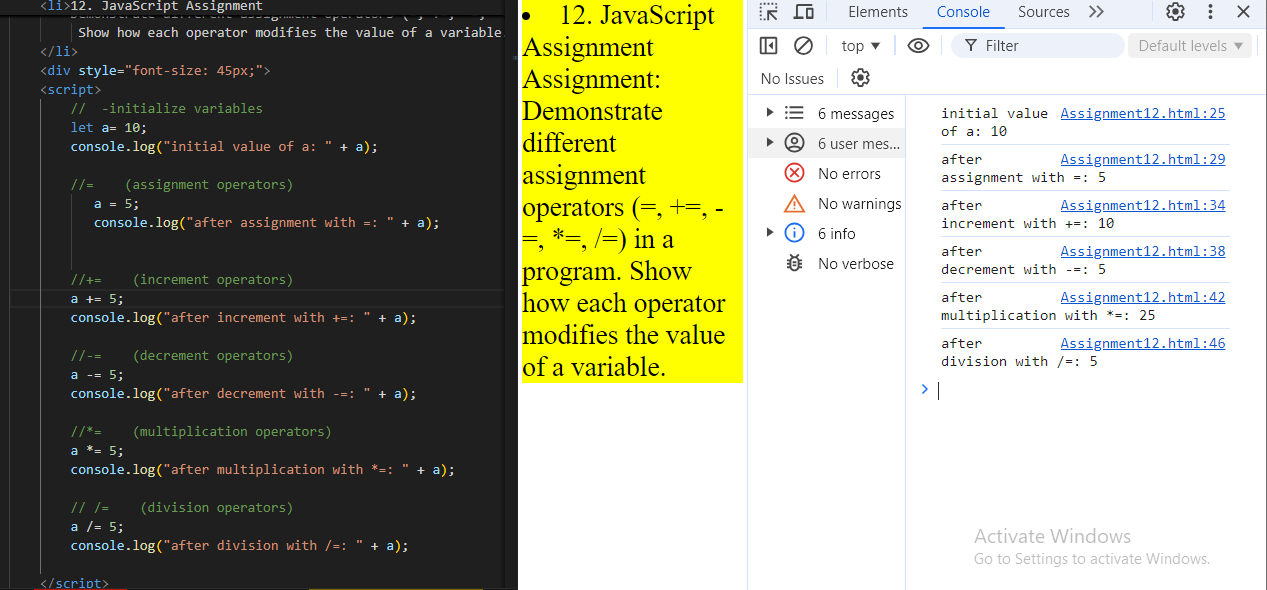 <li>12. JavaScript Assignment
Demonstrate different assignment operators (=, +=, -=,
Show how each operator modifies the value of a variable.
</li>
<div style="font-size: 45px;">
<script>
//  -initialize variables
let a= 10;
console.log("initial value of a: " + a);
//=    (assignment operators)
a = 5;
console.log("after assignment with =: " + a);
//+=    (increment operators)
a += 5;
console.log("after increment with +=: " + a);
//-=    (decrement operators)
a -= 5;
console.log("after decrement with -=: " + a);
//*=    (multiplication operators)
a *= 5;
console.log("after multiplication with *=: " + a);
// /=    (division operators)
a /= 5;
console.log("after division with /=: " + a);
</script>
12. JavaScript
Assignment
Assignment:
Demonstrate
different
assignment
operators (=, +=, -
=, *=, /=) in a
program. Show
how each operator
modifies the value
of a variable.
Elements Console Sources
top Filter Default levels
No Issues
6 messages
6 user mes...
No errors
No warnings
6 info
No verbose
initial value Assignment12.html:25
of a: 10
after Assignment12.html:29
assignment with =: 5
after Assignment12.html:34
increment with +=: 10
after Assignment12.html:38
decrement with -=: 5
after Assignment12.html:42
multiplication with *=: 25
after Assignment12.html:46
division with /=: 5
Activate Windows
Go to Settings to activate Windows.